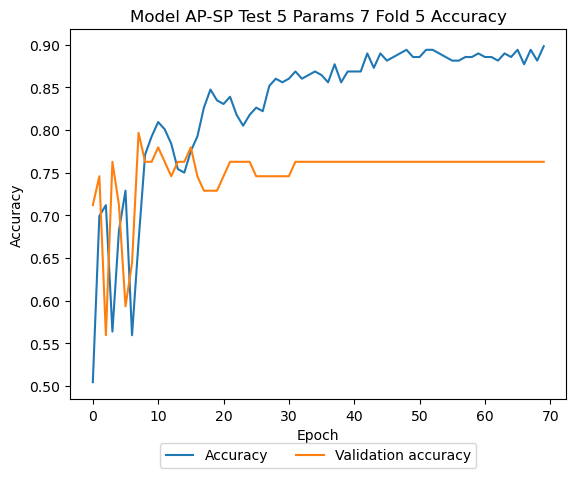 Model AP-SP Test 5 Params 7 Fold 5 Accuracy
0.90
0.85
0.80
0.75
0.70
0.65
0.60
0.55
0.50
Accuracy
0 10 20 30 40 50 60 70
Epoch
Accuracy Validation accuracy